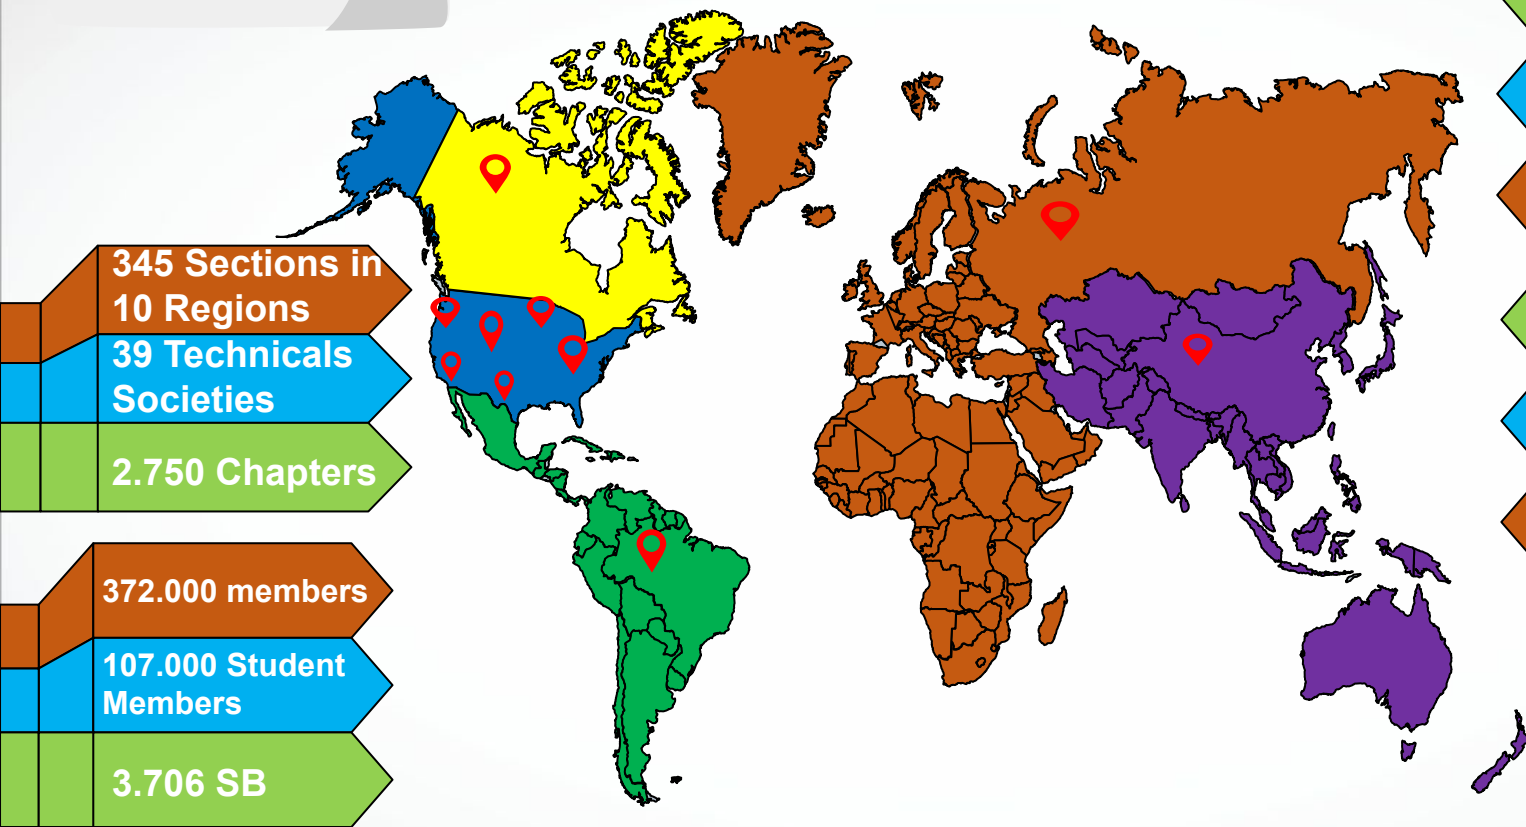 345 Sections in
10 Regions
39 Technicals
Societies
2.750 Chapters
372.000 members
107.000 Student
Members
3.706 SB